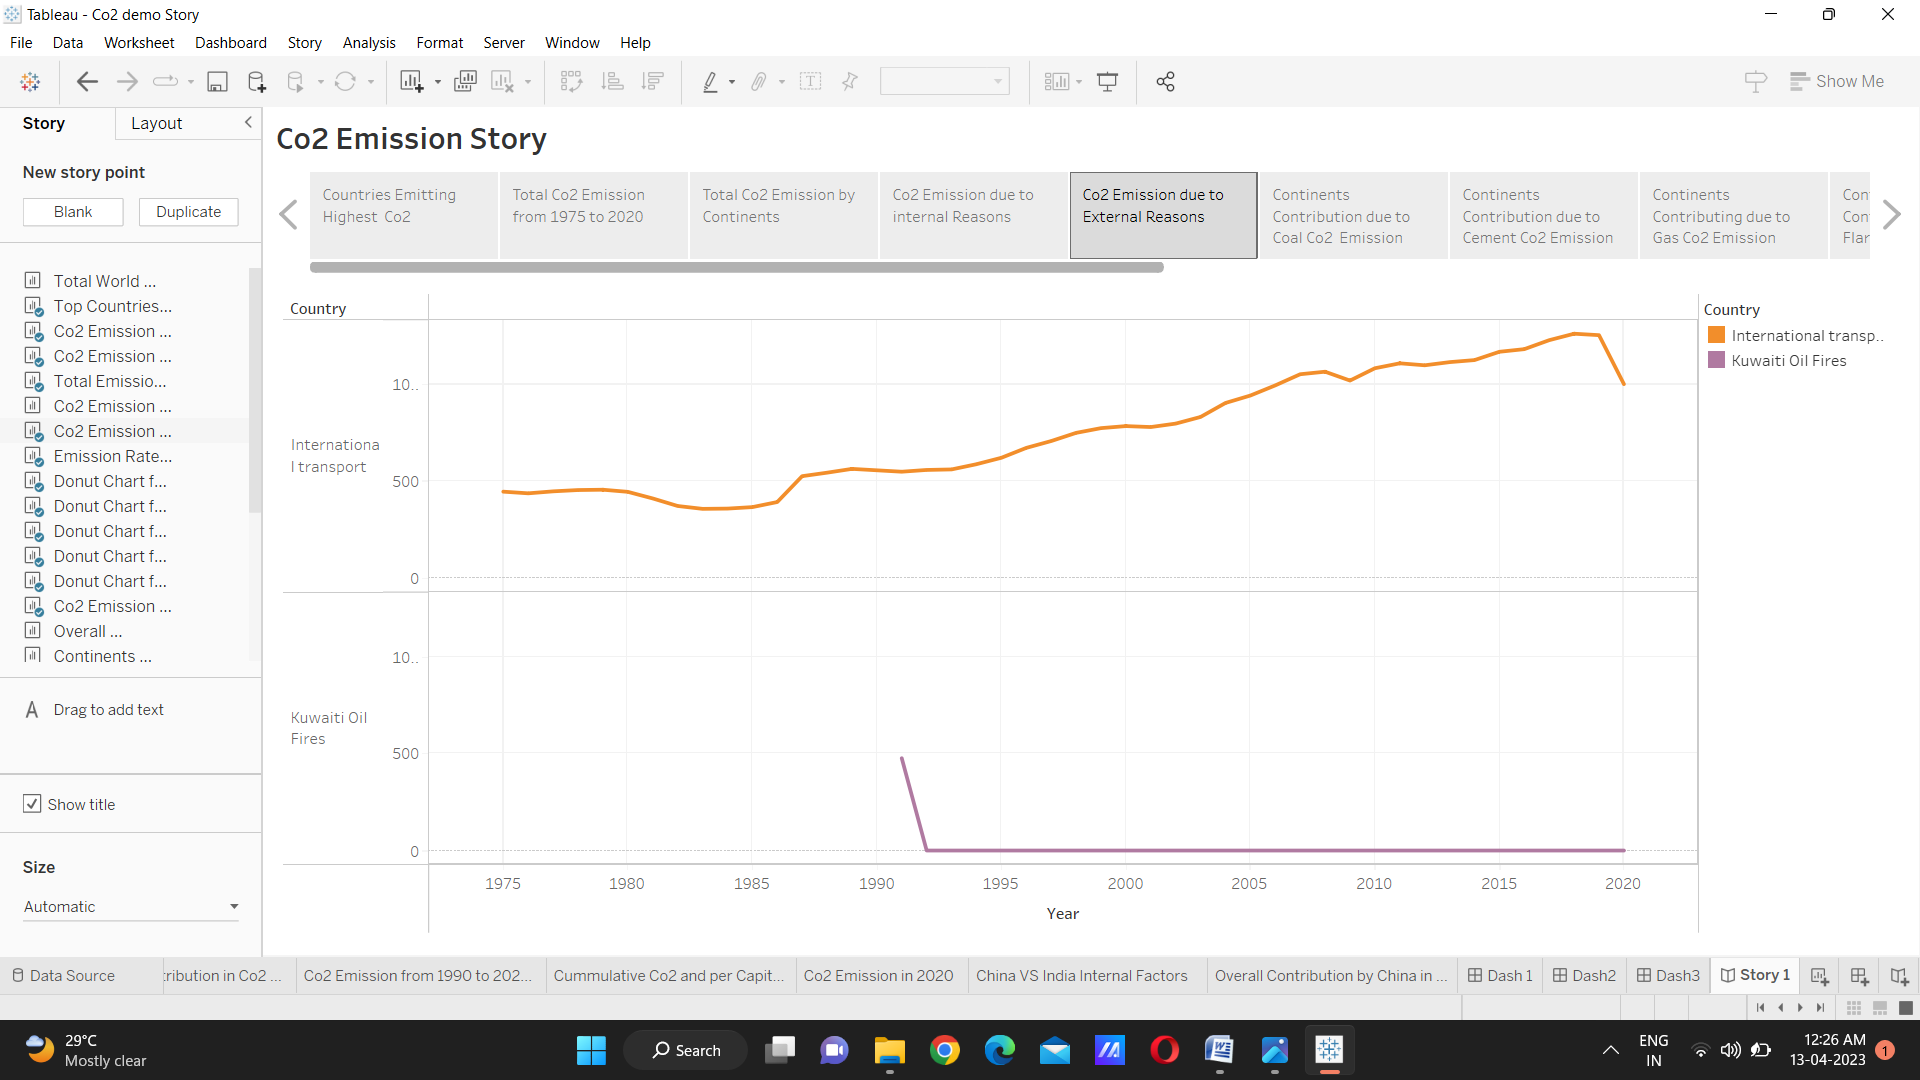 Tableau - Co2 demo Story
File Data Worksheet Dashboard Story Analysis Format Server Window Help
Show Me
Story Layout
New story point
Blank Duplicate
Total World ...
Top Countries...
Co2 Emission ...
Co2 Emission ...
Total Emissio...
Co2 Emission ...
Co2 Emission ...
Emission Rate...
Donut Chart f...
Donut Chart f...
Donut Chart f...
Donut Chart f...
Donut Chart f...
Co2 Emission ...
Overall ...
Continents ...
A Drag to add text
Show title
Size
Automatic
Co2 Emission Story
Countries Emitting
Highest Co2
Total Co2 Emission
from 1975 to 2020
Total Co2 Emission by
Continents
Co2 Emission due to
internal Reasons
Co2 Emission due to
External Reasons
Continents
Contribution due to
Coal Co2 Emission
Continents
Contribution due to
Cement Co2 Emission
Continents
Contributing due to
Gas Co2 Emission
Con
Con
Flar
Country
Internationa
l transport
10..
500
0
Kuwaiti Oil
Fires
10..
500
0
1975 1980 1985 1990 1995 2000 2005 2010 2015 2020
Year
Country
International transp..
Kuwaiti Oil Fires
Data Source tribution in Co2 ... Co2 Emission from 1990 to 202... Cummulative Co2 and per Capit... Co2 Emission in 2020 China VS India Internal Factors Overall Contribution by China in ... Dash 1 Dash2 Dash3 Story 1
29°C
Mostly clear
Search
ENG
IN
12:26 AM
13-04-2023
1